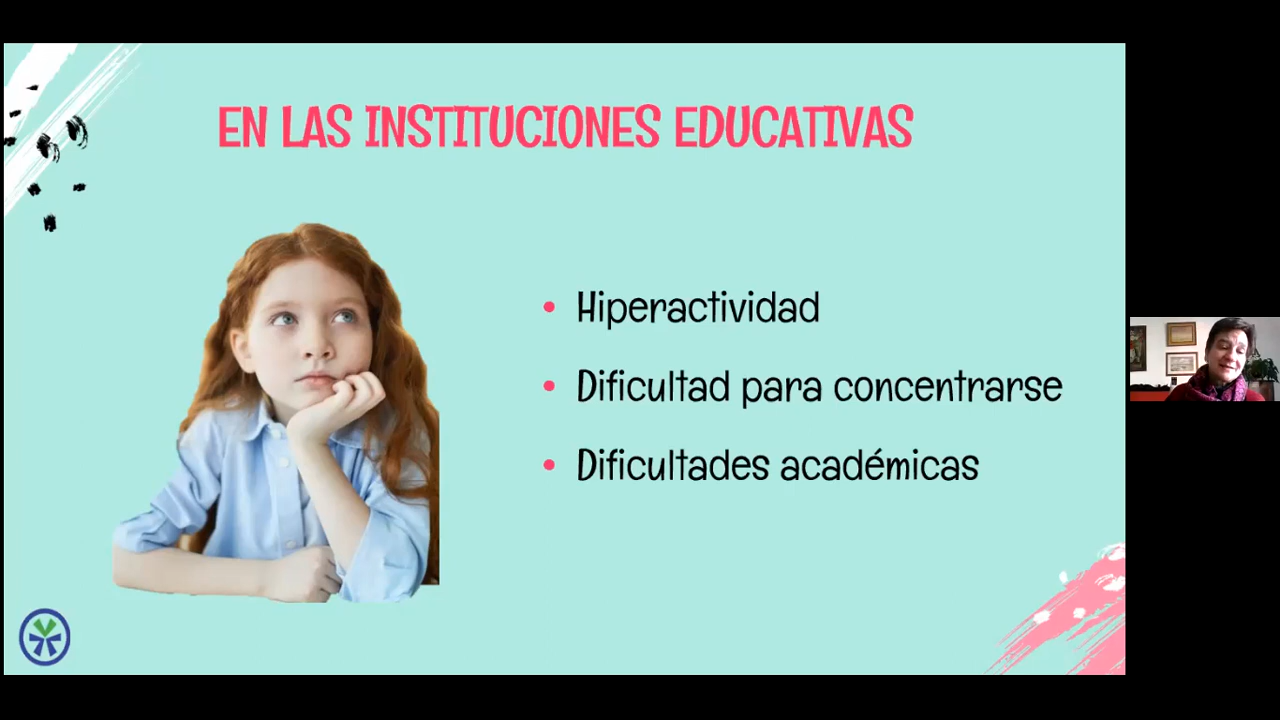 EN LAS INSTITUCIONES EDUCATIVAS
• Hiperactividad
• Dificultad para concentrarse
• Dificultades académicas